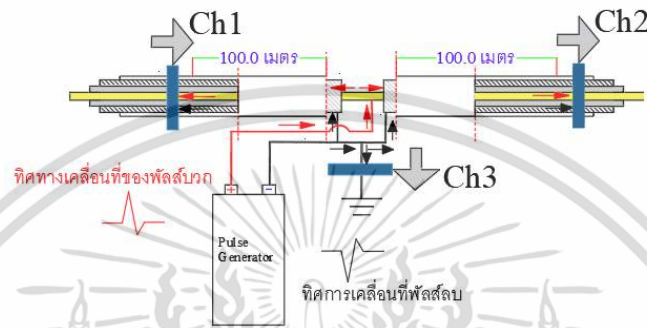 Ch1
Ch2
100.0 เมตร
100.0 เมตร
Ch3
ทิศทางเคลื่อนที่ของพัลส์บวก
+
-
Pulse
Generator
ทิศการเคลื่อนที่พัลส์ลบ